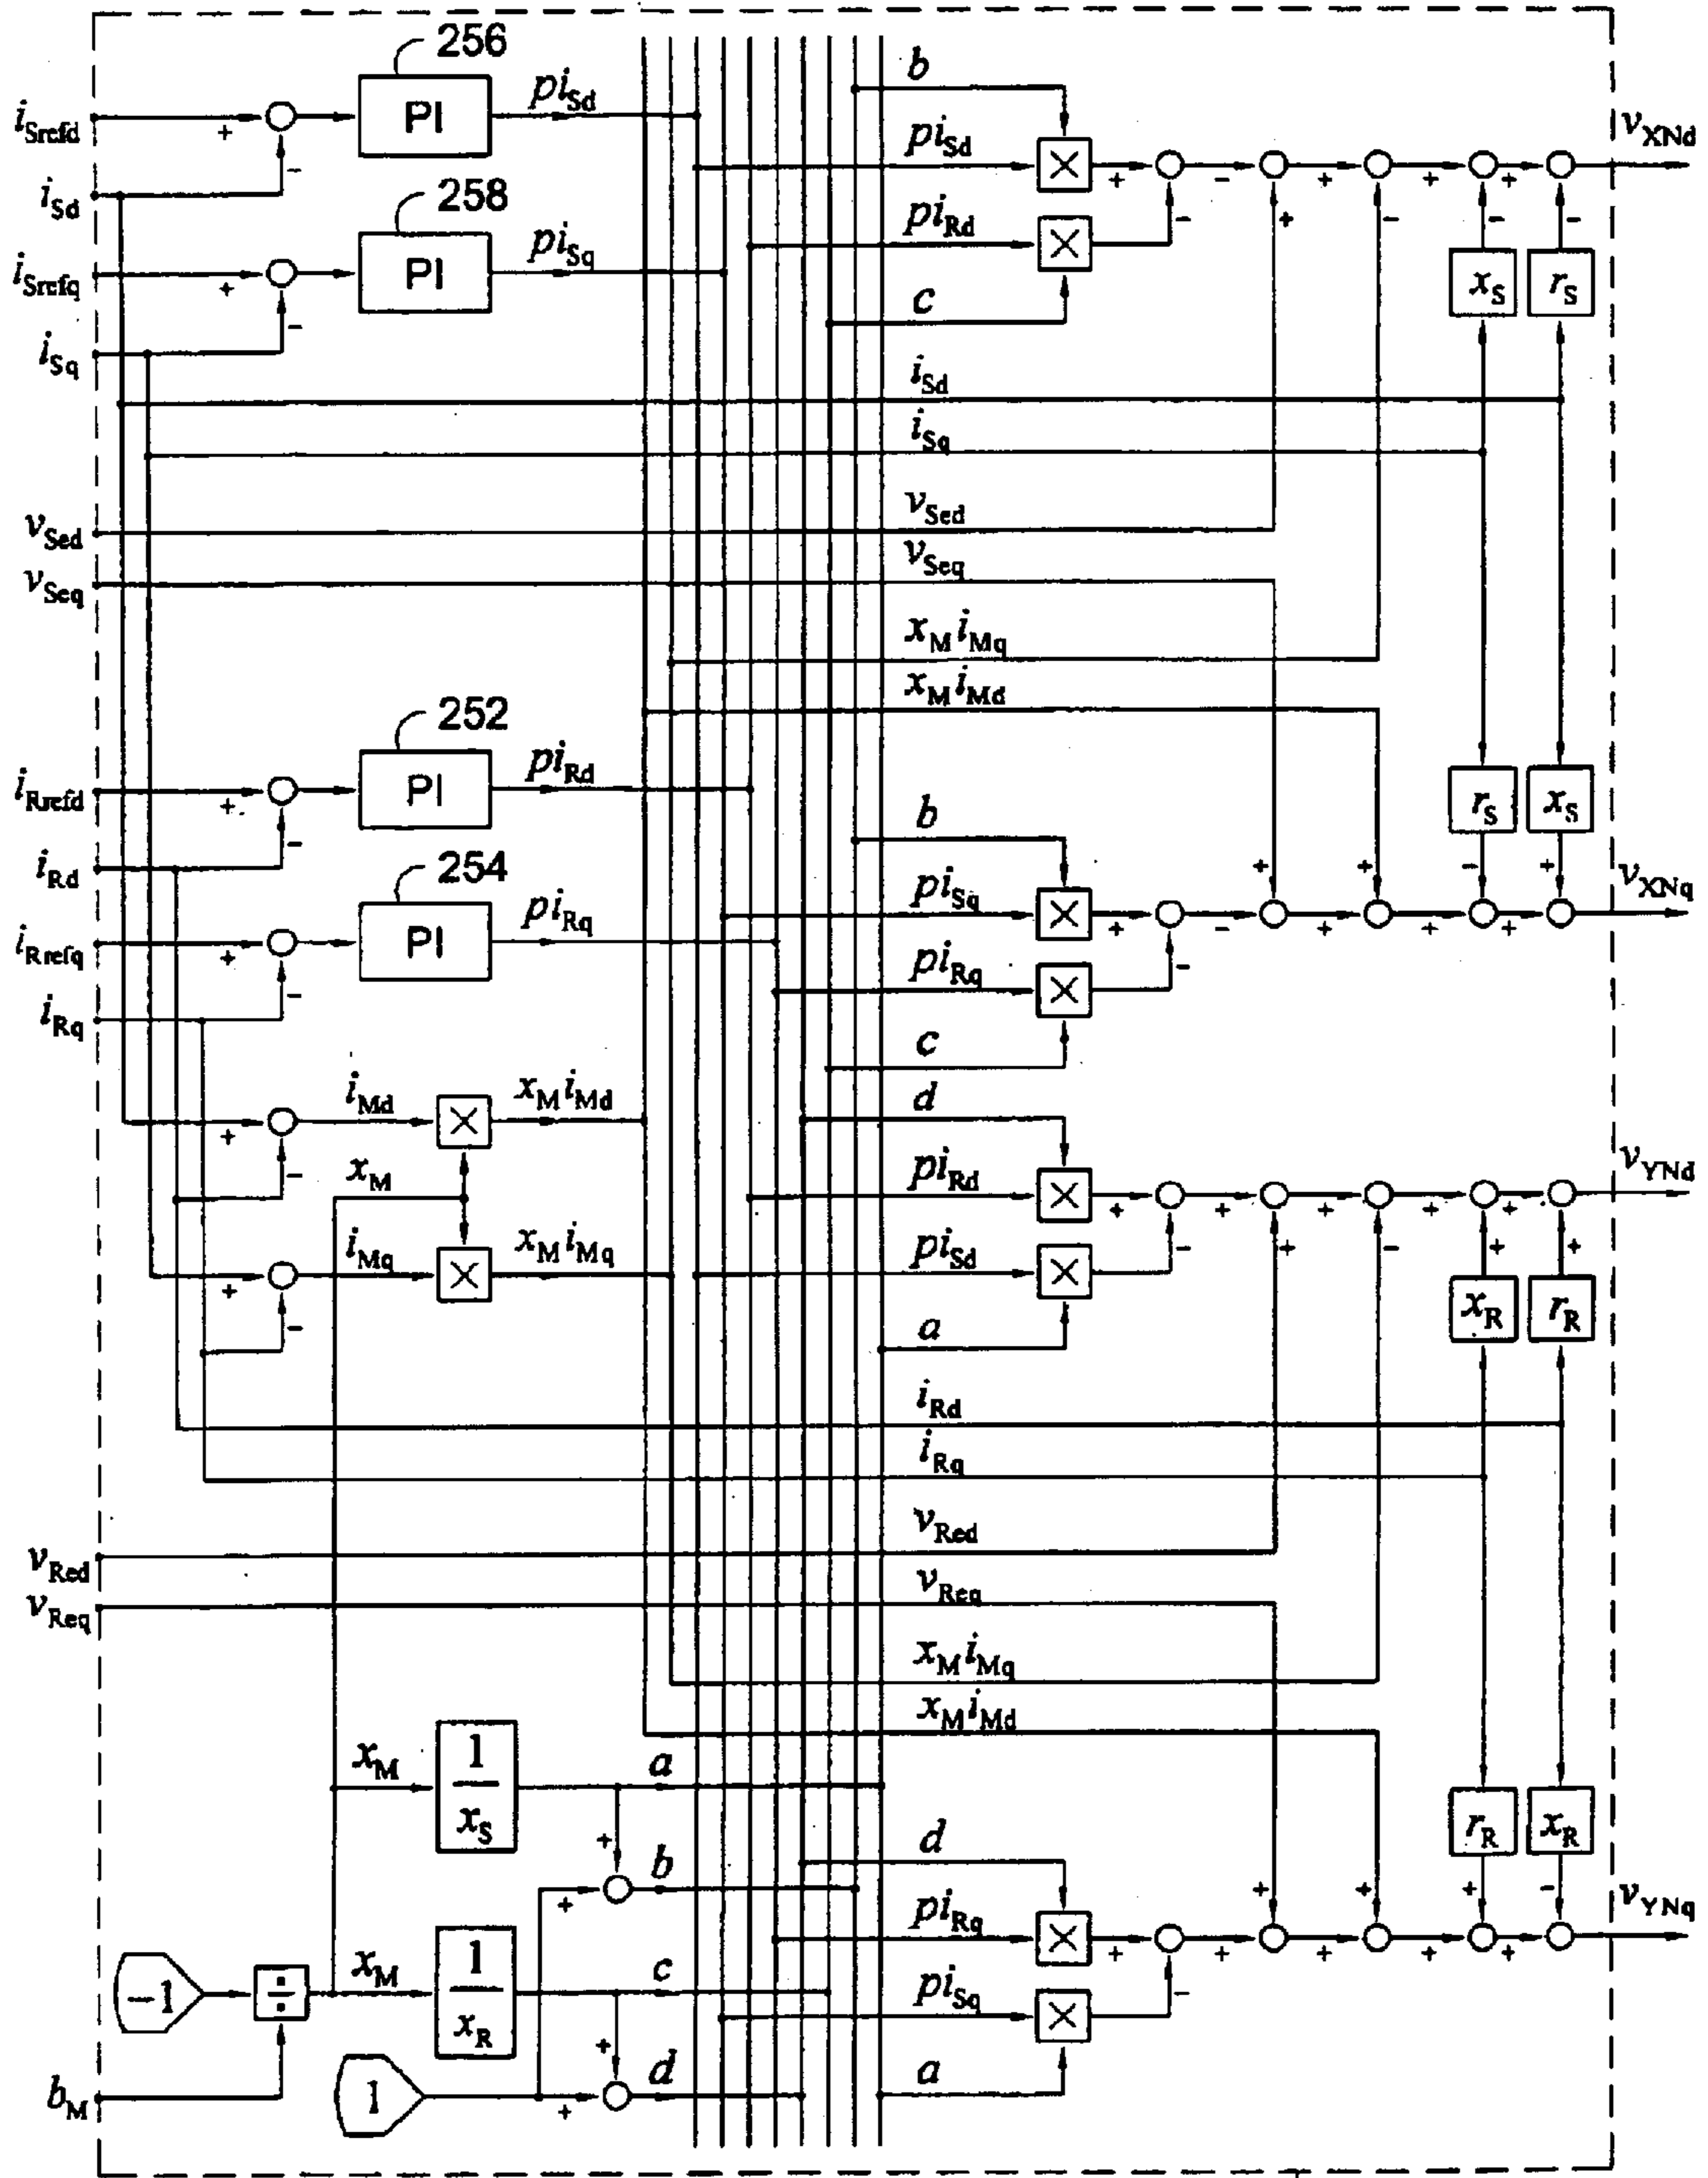 256
i_Srefd + - PI pi_Sd
i_Sd
258
i_Srefq + - PI pi_Sq
i_Sq
b
pi_Sd × + - + + + v_XNd
pi_Rd × - + - - -
c
x_S r_S
i_Sd
i_Sq
v_Sed v_Sed
v_Seq v_Seq
x_M i_Mq
x_M i_Md
252
i_Rrefd + - PI pi_Rd
i_Rd
254
i_Rrefq + - PI pi_Rq
i_Rq
r_S x_S
b
+ + - +
pi_Sq × + - + + + v_XNq
pi_Rq × -
c
i_Md × x_M i_Md
+ -
x_M
i_Mq × x_M i_Mq
+ -
d
pi_Rd × + + + + + v_YNd
pi_Sd × - + - + +
a
x_R r_R
i_Rd
i_Rq
v_Red v_Red
v_Req v_Req
x_M i_Mq
x_M i_Md
x_M 1/x_S a
+
+ b
-1 ÷ x_M 1/x_R c
+
b_M 1 + d
r_R x_R
d
+ + + -
pi_Rq × + + + + + v_YNq
pi_Sq × -
a